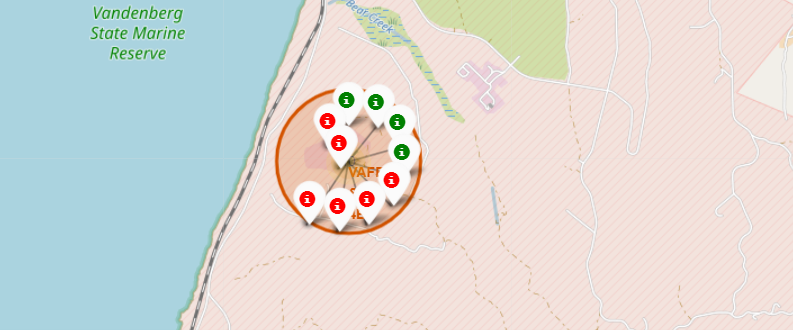 Vandenberg
State Marine
Reserve
Bear Creek